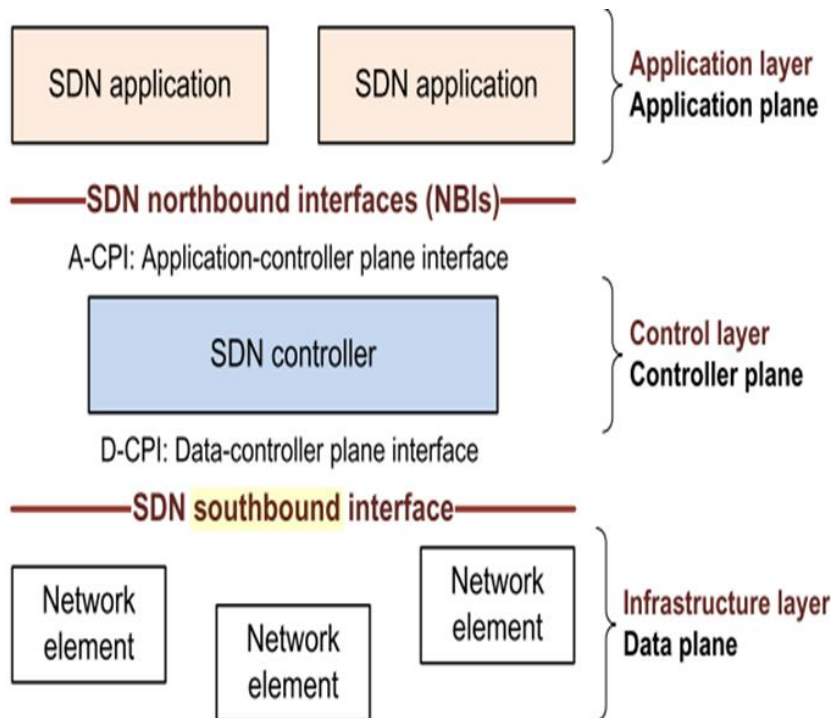 SDN application
SDN application
Application layer
Application plane
SDN northbound interfaces (NBIs)
A-CPI: Application-controller plane interface
SDN controller
Control layer
Controller plane
D-CPI: Data-controller plane interface
SDN southbound interface
Network
element
Network
element
Network
element
Infrastructure layer
Data plane